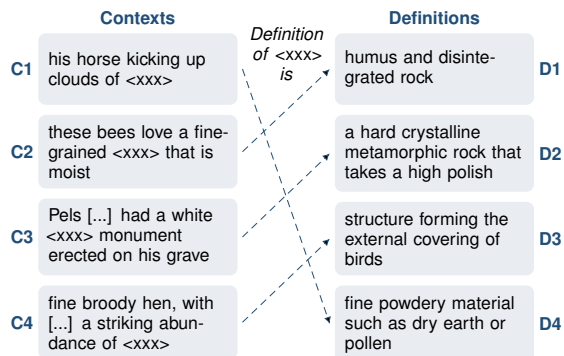 Contexts
Definition
of <xxx>
is
Definitions
C1
his horse kicking up
clouds of <xxx>
humus and disinte-
grated rock
D1
C2
these bees love a fine-
grained <xxx> that is
moist
a hard crystalline
metamorphic rock that
takes a high polish
D2
C3
Pels [...] had a white
<xxx> monument
erected on his grave
structure forming the
external covering of
birds
D3
C4
fine broody hen, with
[...] a striking abun-
dance of <xxx>
fine powdery material
such as dry earth or
pollen
D4